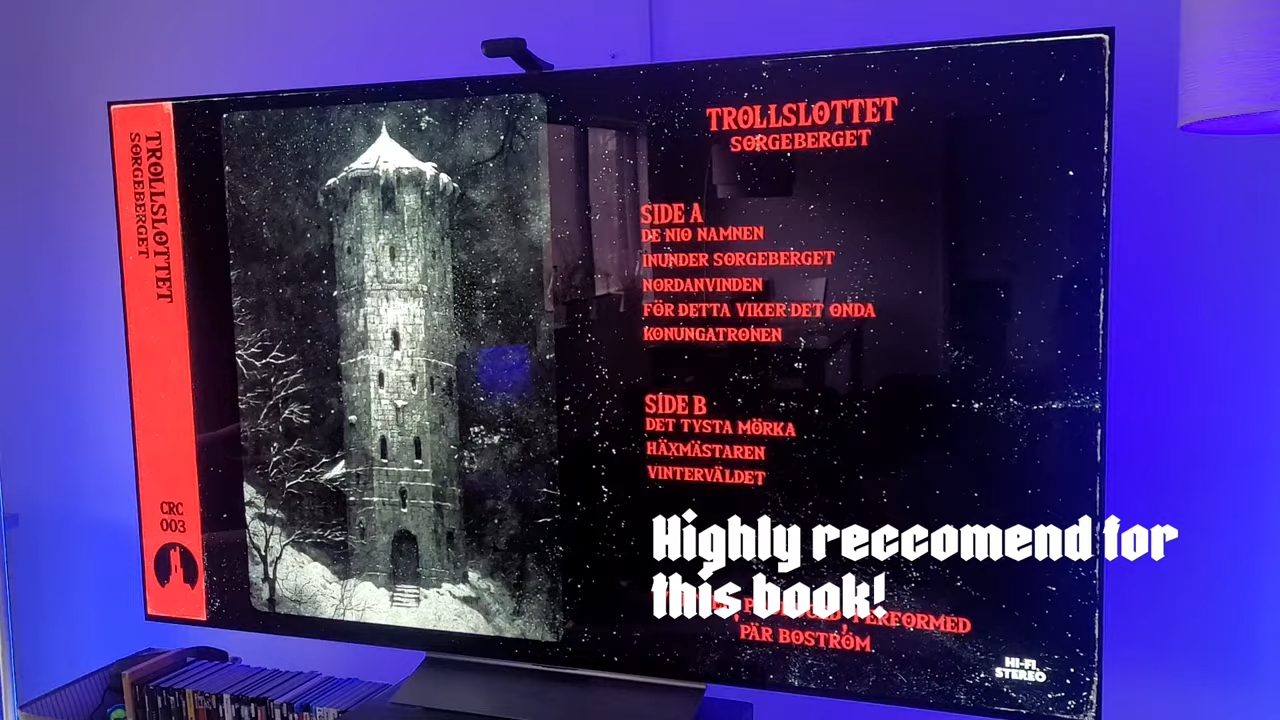 TROLLSLOTTET
SORGEBERGET
CRC
003
TROLLSLOTTET
SORGEBERGET
SIDE A
DE NIO NAMNEN
INUNDER SORGEBERGET
NORDANVINDEN
FÖR DETTA VIKER DET ONDA
KONUNGATRONEN
SIDE B
DET TYSTA MÖRKA
HÄXMÄSTAREN
VINTERVÄLDET
Highly reccomend for
this book!
PERFORMED
PÄR BOSTRÖM
HI-FI
STEREO